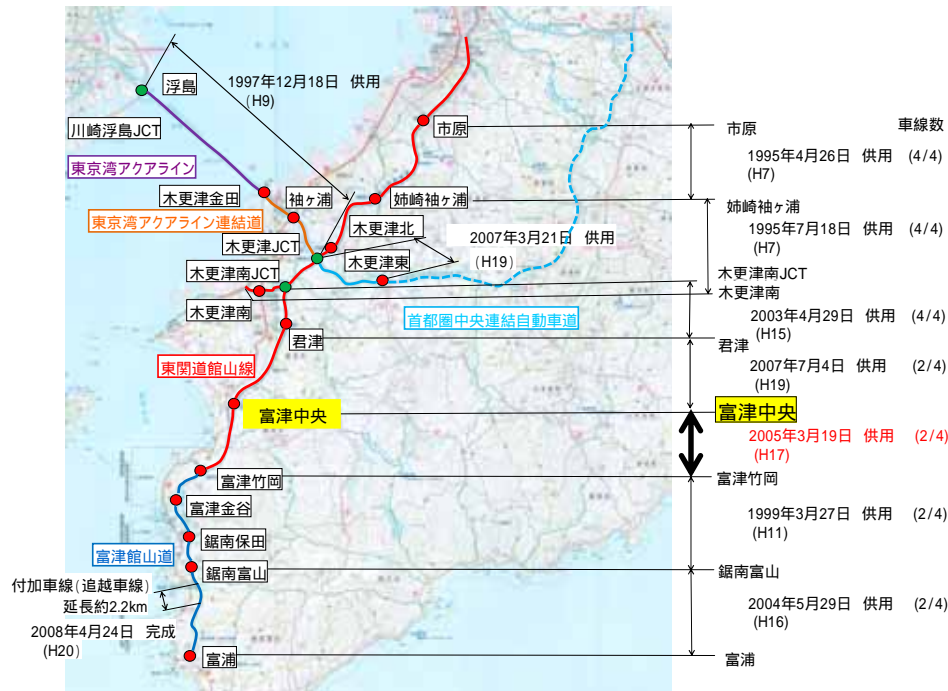 1997年12月18日 供用
(H9)
浮島
川崎浮島JCT
東京湾アクアライン
木更津金田
袖ヶ浦
東京湾アクアライン連結道
木更津JCT
市原
姉崎袖ヶ浦
木更津北
木更津東
2007年3月21日 供用
(H19)
木更津南JCT
木更津南
首都圏中央連結自動車道
君津
東関道館山線
富津中央
富津竹岡
富津金谷
鋸南保田
富津館山道
鋸南富山
付加車線(追越車線)
延長約2.2km
2008年4月24日 完成
(H20)
富浦
市原 車線数
1995年4月26日 供用 (4/4)
(H7)
姉崎袖ヶ浦
1995年7月18日 供用 (4/4)
(H7)
木更津南JCT
木更津南
2003年4月29日 供用 (4/4)
(H15)
君津
2007年7月4日 供用 (2/4)
(H19)
富津中央
2005年3月19日 供用 (2/4)
(H17)
富津竹岡
1999年3月27日 供用 (2/4)
(H11)
鋸南富山
2004年5月29日 供用 (2/4)
(H16)
富浦